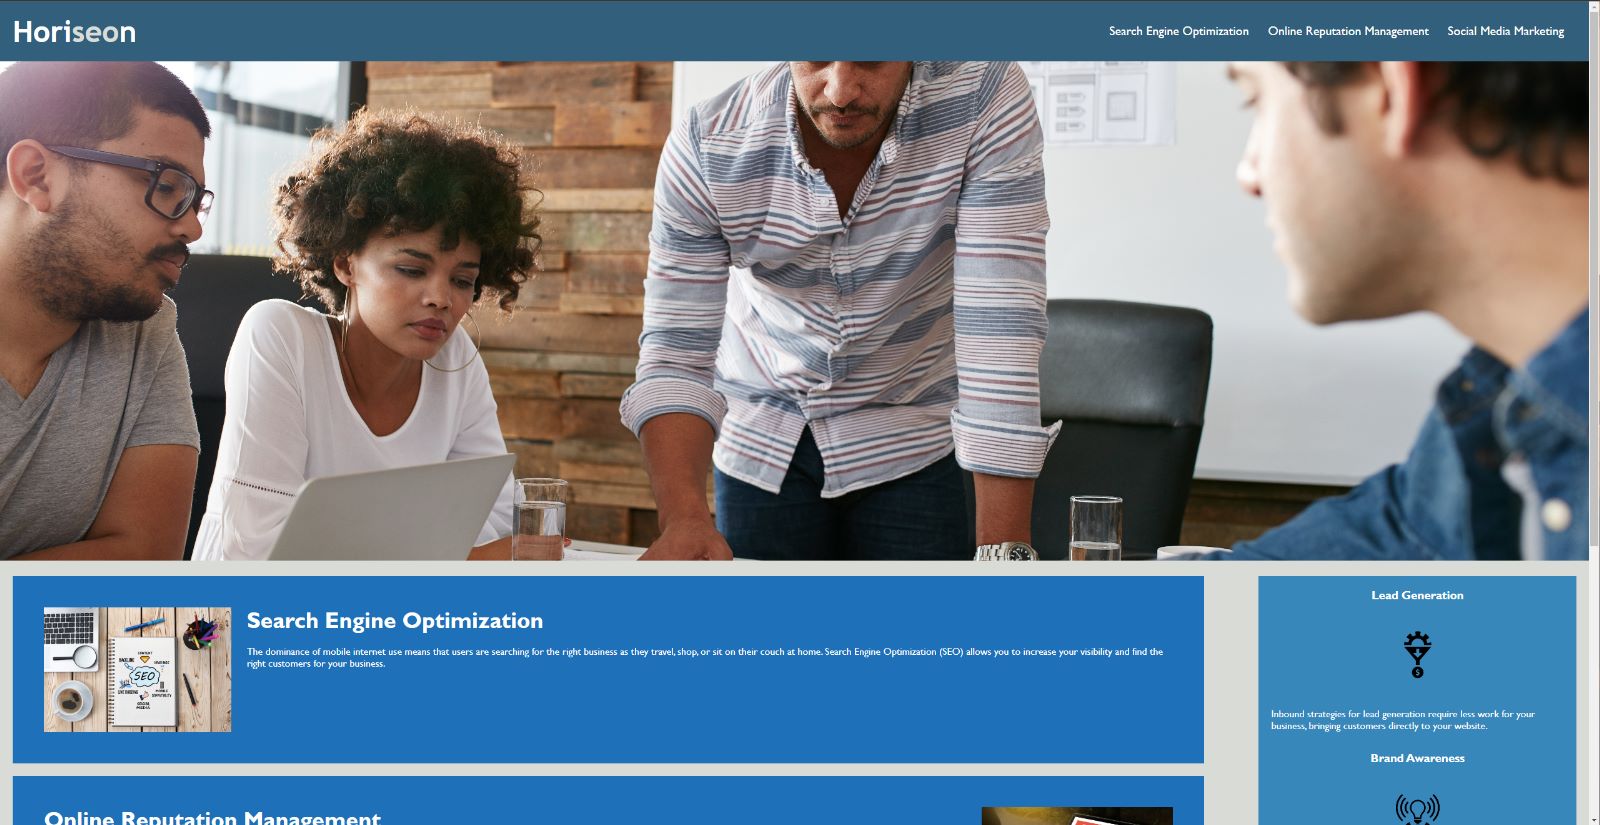 Horiseon
Search Engine Optimization
Online Reputation Management
Social Media Marketing
Search Engine Optimization
The dominance of mobile internet use means that users are searching for the right business as they travel, shop, or sit on their couch at home. Search Engine Optimization (SEO) allows you to increase your visibility and find the
right customers for your business.
SEO
Online Reputation Management
Lead Generation
$
Inbound strategies for lead generation require less work for your
business, bringing customers directly to your website.
Brand Awareness